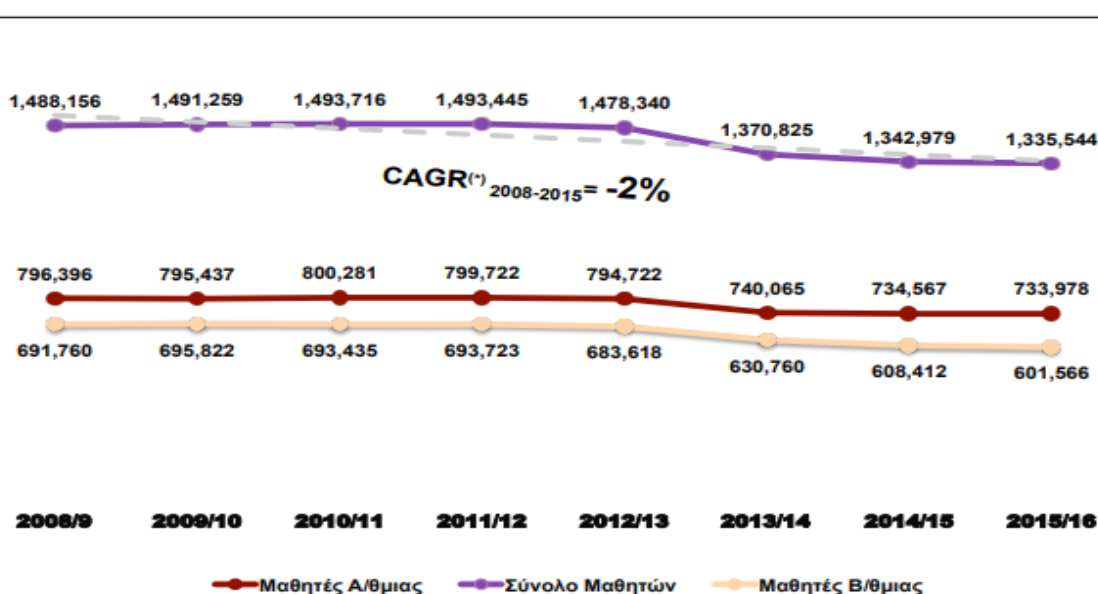 1,488,156 1,491,259 1,493,716 1,493,445 1,478,340 1,370,825 1,342,979 1,335,544
CAGR(*) 2008-2015= -2%
796,396 795,437 800,281 799,722 794,722 740,065 734,567 733,978
691,760 695,822 693,435 693,723 683,618 630,760 608,412 601,566
2008/9 2009/10 2010/11 2011/12 2012/13 2013/14 2014/15 2015/16
Μαθητές Α/θμιας Σύνολο Μαθητών Μαθητές Β/θμιας